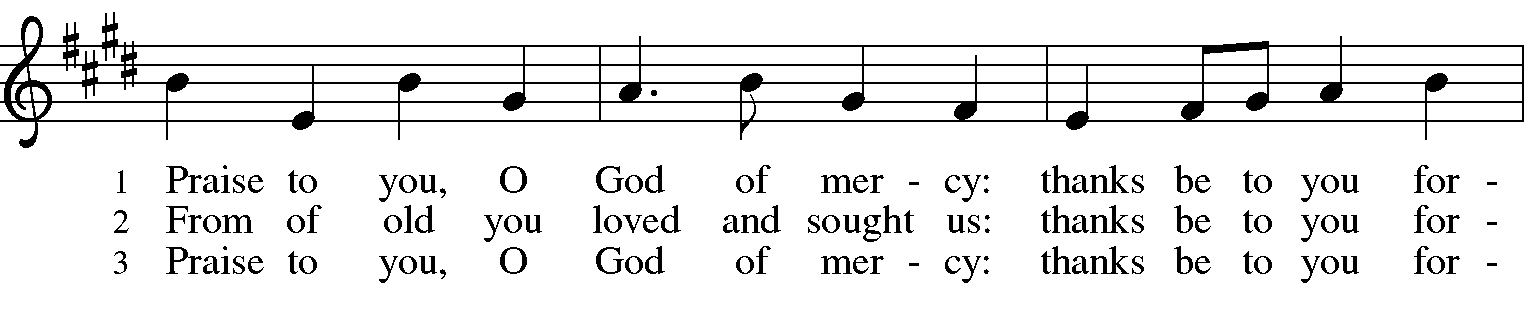 1 Praise to you, O God of mer - cy: thanks be to you for -
2 From of old you loved and sought us: thanks be to you for -
3 Praise to you, O God of mer - cy: thanks be to you for -